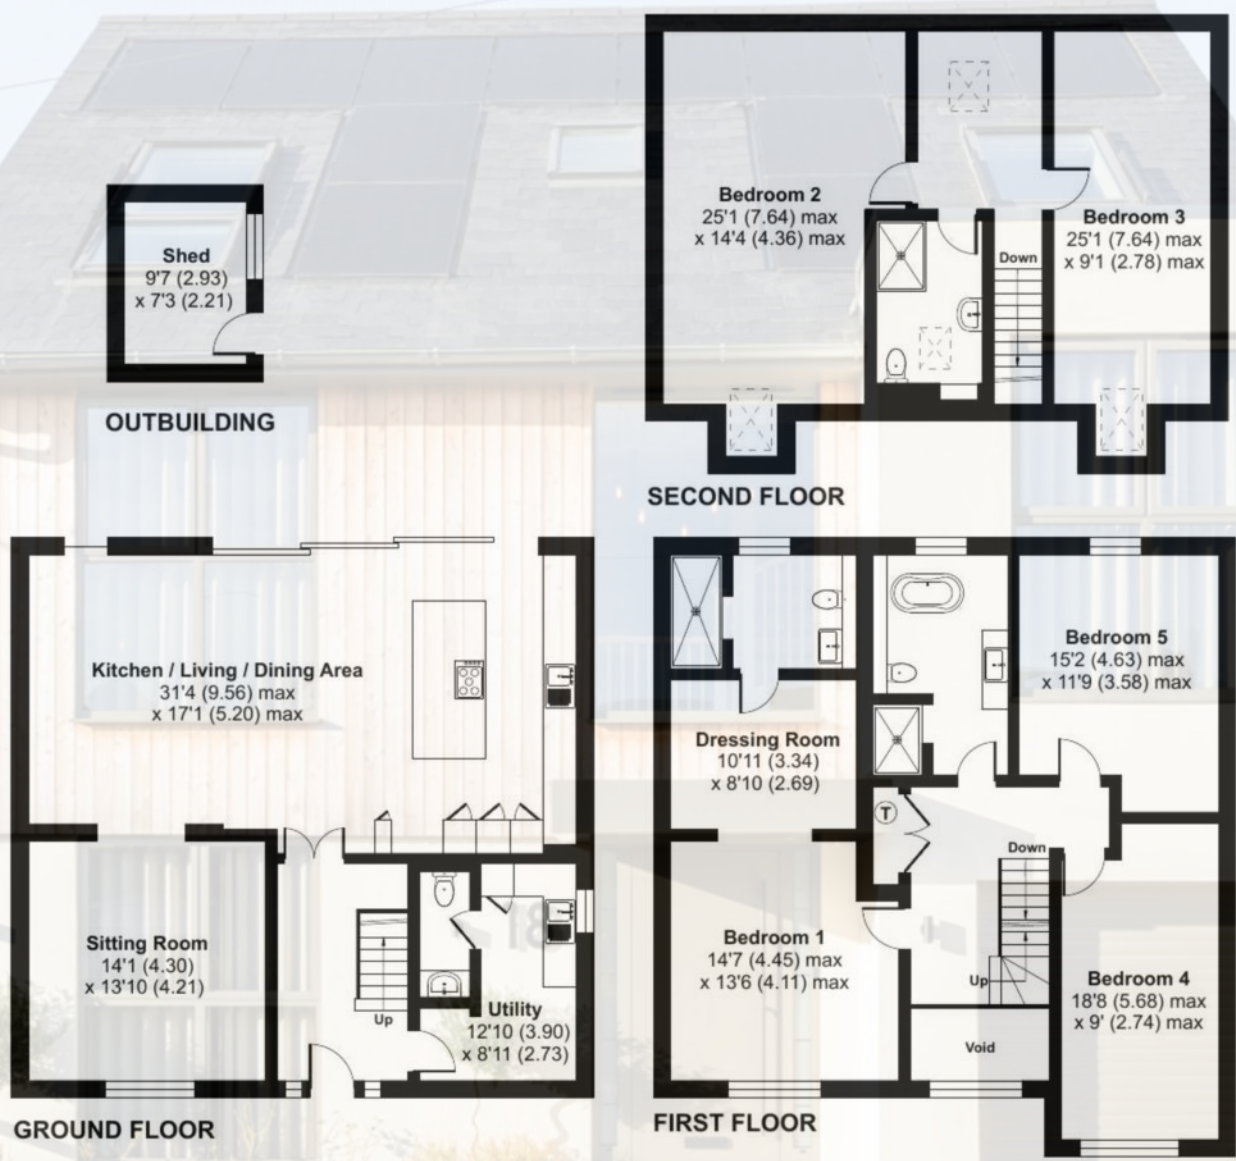 Bedroom 2
25'1 (7.64) max
x 14'4 (4.36) max
Bedroom 3
25'1 (7.64) max
x 9'1 (2.78) max
Down
Shed
9'7 (2.93)
x 7'3 (2.21)
OUTBUILDING
SECOND FLOOR
Kitchen / Living / Dining Area
31'4 (9.56) max
x 17'1 (5.20) max
Sitting Room
14'1 (4.30)
x 13'10 (4.21)
Up
Utility
12'10 (3.90)
x 8'11 (2.73)
GROUND FLOOR
Bedroom 5
15'2 (4.63) max
x 11'9 (3.58) max
Dressing Room
10'11 (3.34)
x 8'10 (2.69)
T
Down
Bedroom 1
14'7 (4.45) max
x 13'6 (4.11) max
Up
Bedroom 4
18'8 (5.68) max
x 9' (2.74) max
Void
FIRST FLOOR